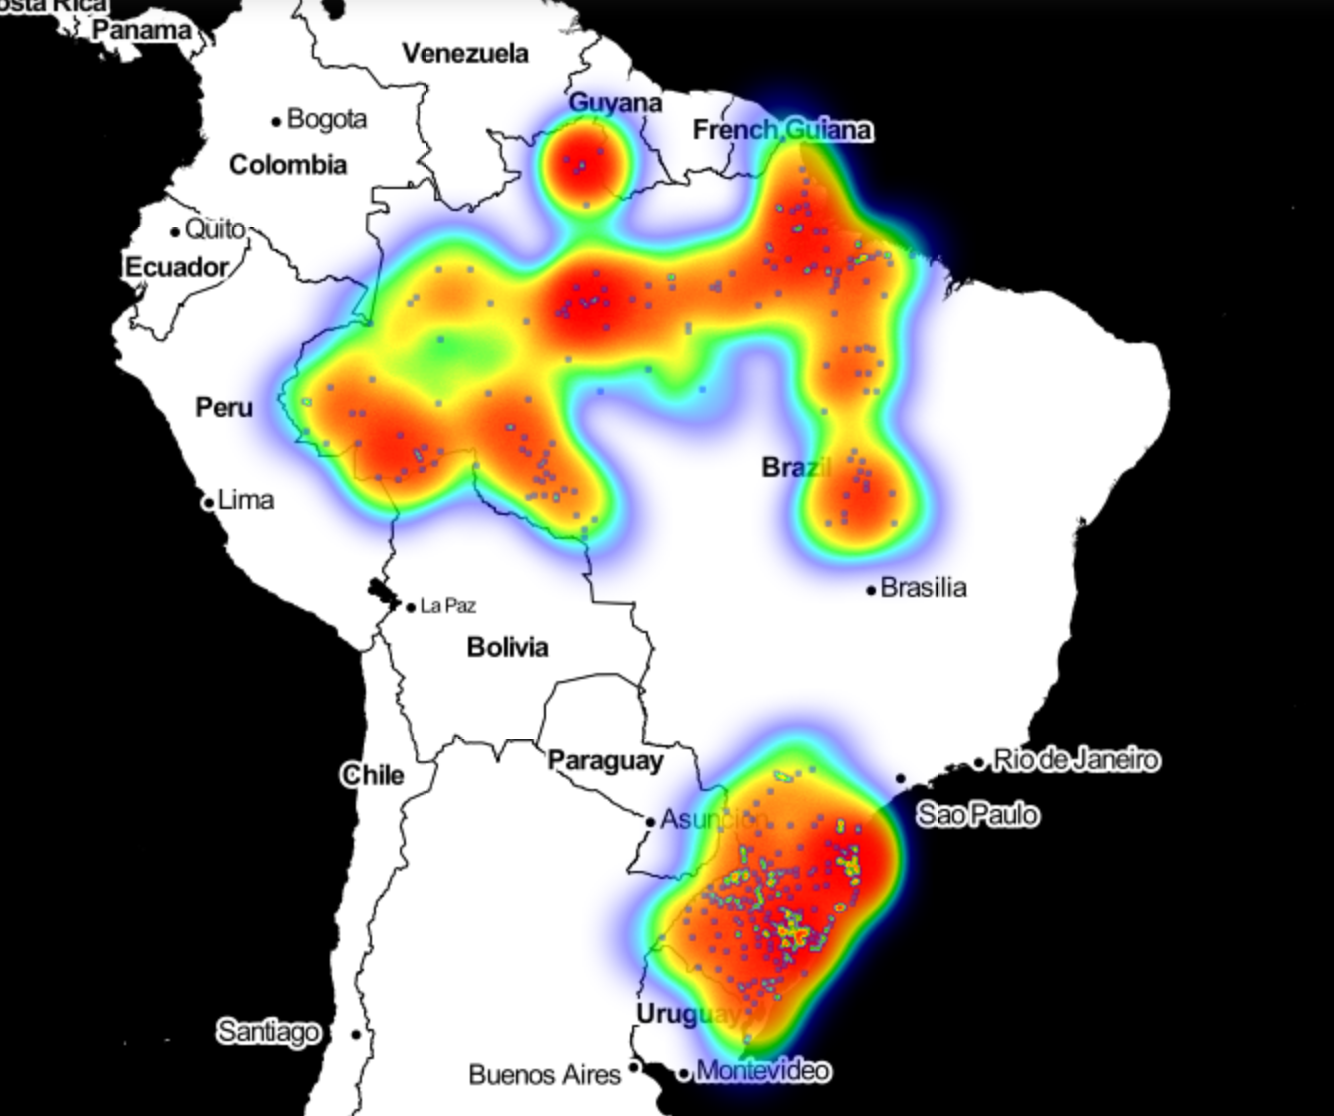 osta Rica
Panama
Venezuela
Guyana
Bogota
French Guiana
Colombia
Quito
Ecuador
Peru
Brazil
Lima
Brasilia
La Paz
Bolivia
Paraguay
Rio de Janeiro
Chile
Sao Paulo
Asuncion
Uruguay
Santiago
Buenos Aires
Montevideo